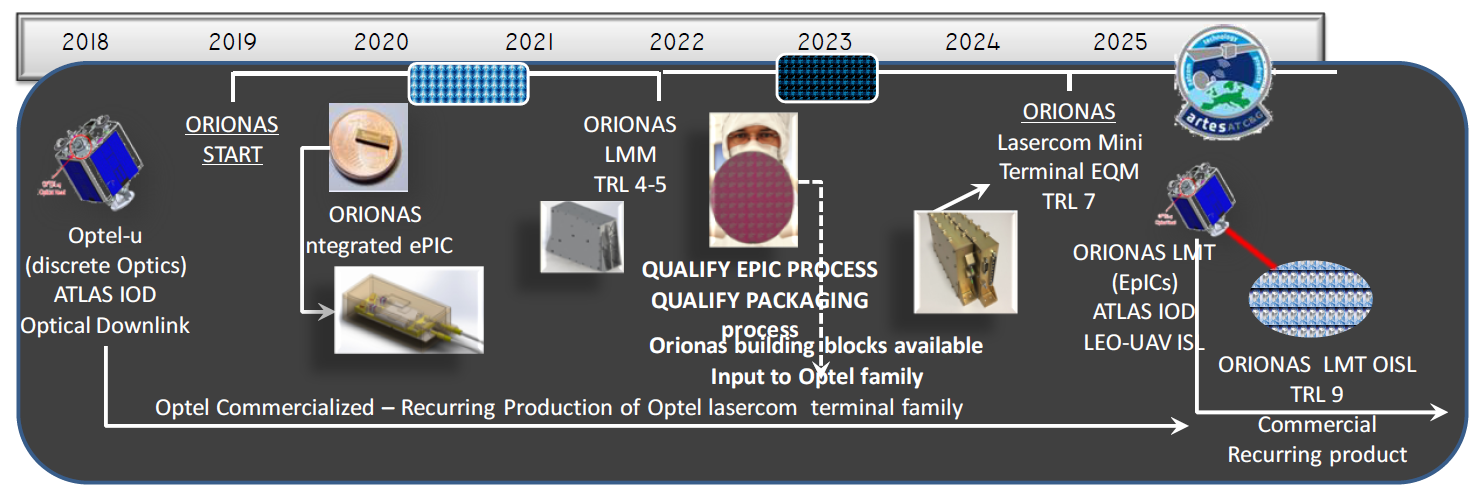 2018 2019 2020 2021 2022 2023 2024 2025
technology
artes ATCBG
ORIONAS
START
ORIONAS
LMM
TRL 4-5
ORIONAS
Lasercom Mini
Terminal EQM
TRL 7
ORIONAS
ntegrated ePIC
Optel-u
(discrete Optics)
ATLAS IOD
Optical Downlink
QUALIFY EPIC PROCESS
QUALIFY PACKAGING
process
Orionas building blocks available
Input to Optel family
ORIONAS LMT
(EpICs)
ATLAS IOD
LEO-UAV ISL
ORIONAS LMT OISL
TRL 9
Commercial
Recurring product
Optel Commercialized – Recurring Production of Optel lasercom terminal family